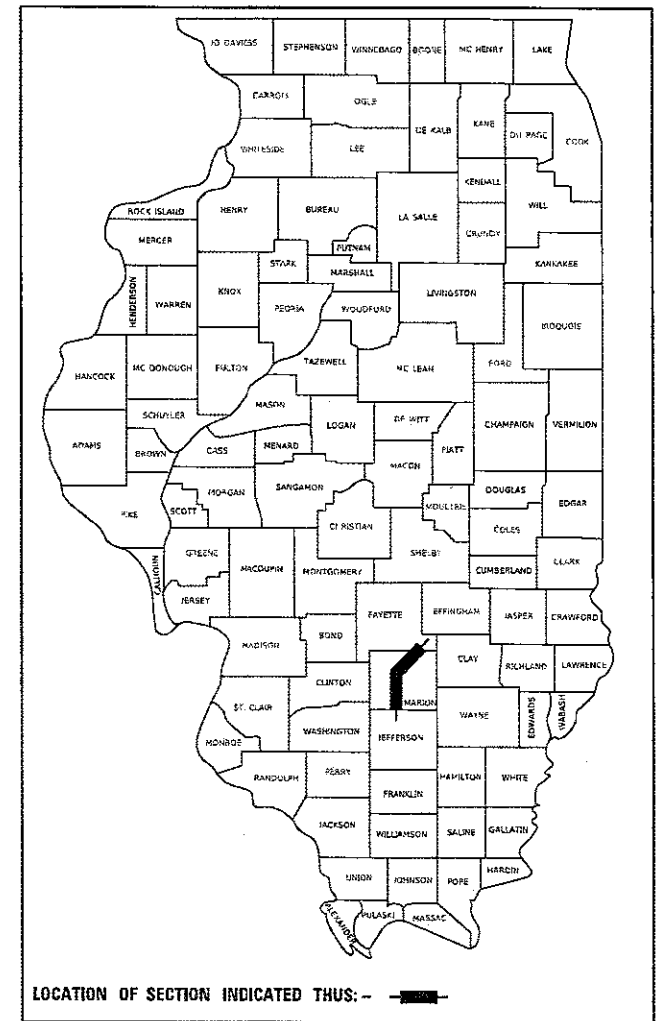 JO DAVIESS STEPHENSON WINNEBAGO BOONE MC HENRY LAKE
CARROLL OGLE DE KALB KANE DU PAGE COOK
WHITESIDE LEE
KENDALL
ROCK ISLAND HENRY BUREAU LA SALLE GRUNDY WILL
MERCER PUTNAM
STARK MARSHALL KANKAKEE
HENDERSON WARREN KNOX PEORIA WOODFORD LIVINGSTON IROQUOIS
HANCOCK MC DONOUGH FULTON TAZEWELL MC LEAN FORD
SCHUYLER MASON LOGAN DE WITT CHAMPAIGN VERMILION
ADAMS BROWN CASS MENARD MACON PIATT
PIKE SCOTT MORGAN SANGAMON CHRISTIAN MOULTRIE DOUGLAS EDGAR
COLES
CALHOUN GREENE MACOUPIN MONTGOMERY SHELBY CUMBERLAND CLARK
JERSEY FAYETTE EFFINGHAM JASPER CRAWFORD
MADISON BOND CLAY RICHLAND LAWRENCE
CLINTON MARION
ST. CLAIR WASHINGTON JEFFERSON WAYNE EDWARDS WABASH
MONROE
RANDOLPH PERRY HAMILTON WHITE
FRANKLIN
JACKSON WILLIAMSON SALINE GALLATIN
UNION JOHNSON POPE HARDIN
ALEXANDER PULASKI MASSAC
LOCATION OF SECTION INDICATED THUS: -